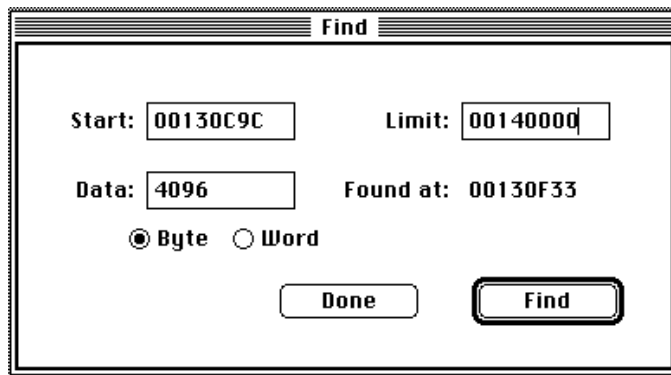 Find
Start: 00130C9C Limit: 00140000
Data: 4096 Found at: 00130F33
Byte Word
Done Find